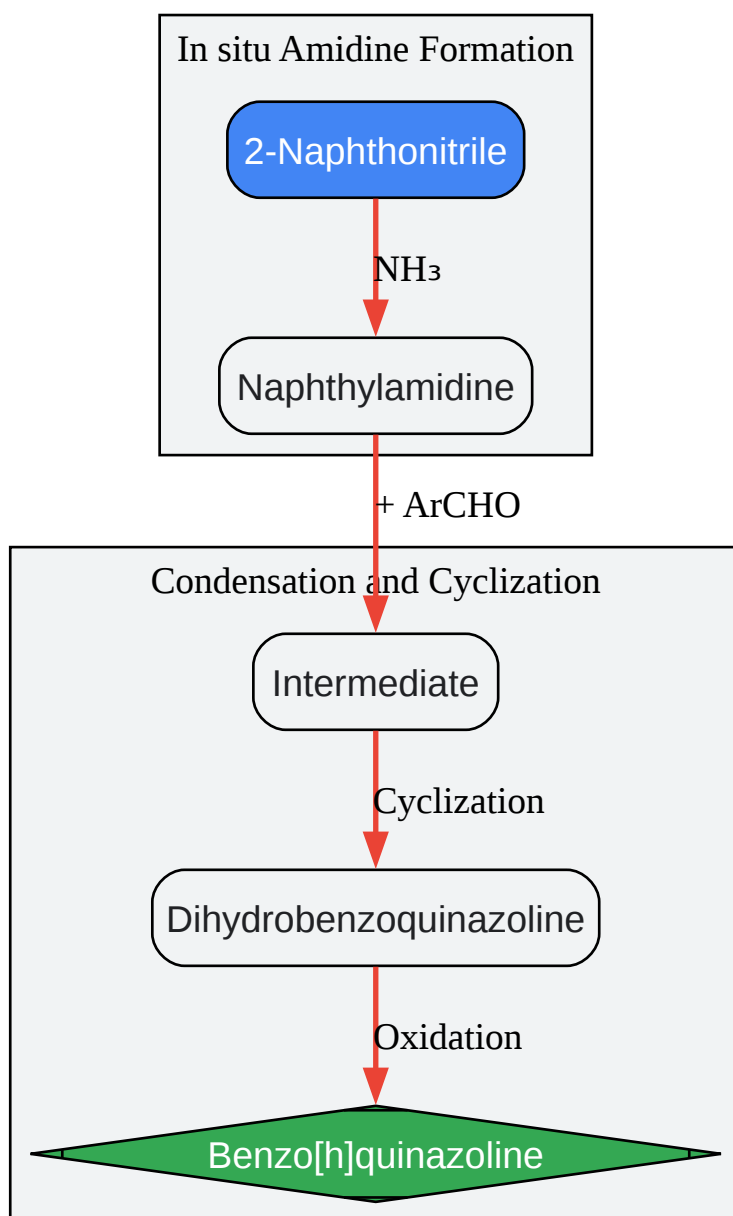 In situ Amidine Formation
2-Naphthonitrile
NH₃
Naphthylamidine
+ ArCHO
Condensation and Cyclization
Intermediate
Cyclization
Dihydrobenzoquinazoline
Oxidation
Benzo[h]quinazoline